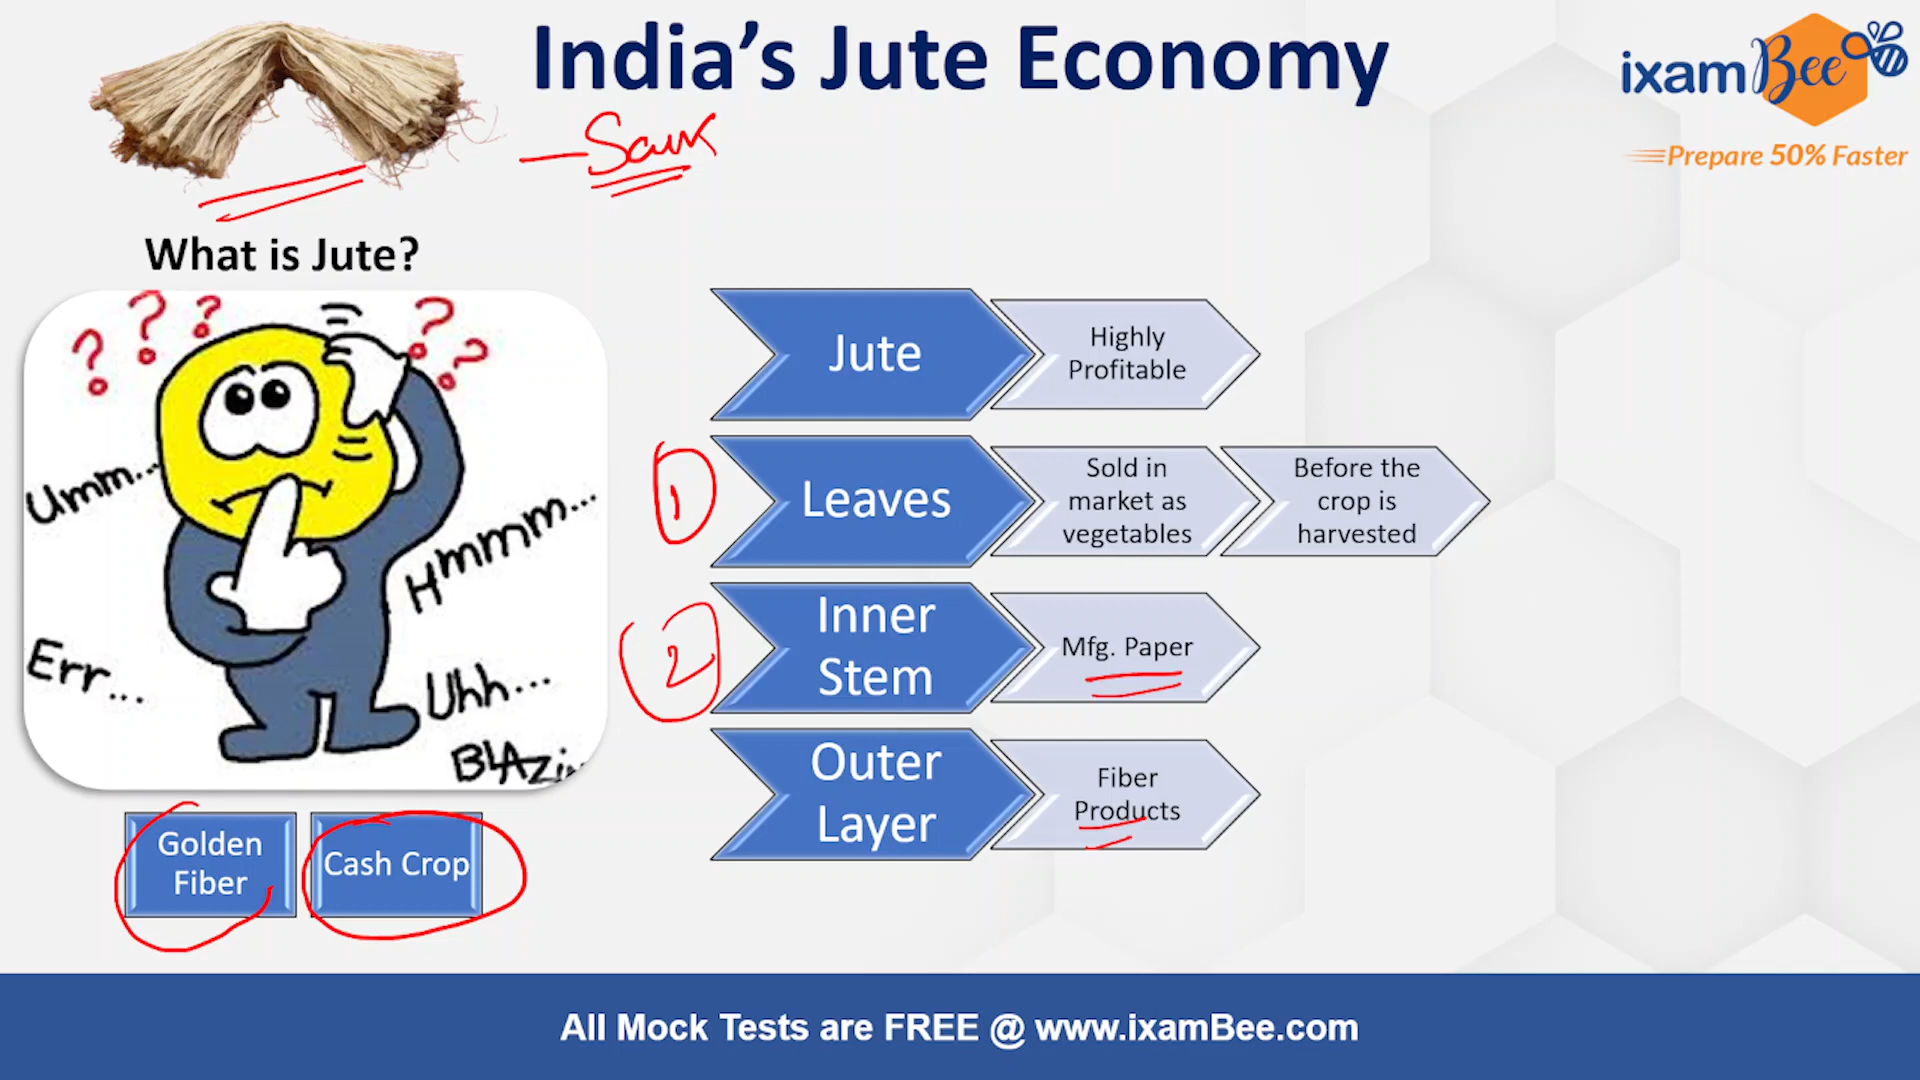 India's Jute Economy
ixamBee
Prepare 50% Faster
What is Jute?
? ? ? ? ?
Umm...
Hmmm...
Err...
Uhh...
Golden
Fiber
Cash Crop
Jute
Highly
Profitable
1
Leaves
Sold in
market as
vegetables
Before the
crop is
harvested
2
Inner
Stem
Mfg. Paper
Outer
Layer
Fiber
Products
All Mock Tests are FREE @ www.ixamBee.com